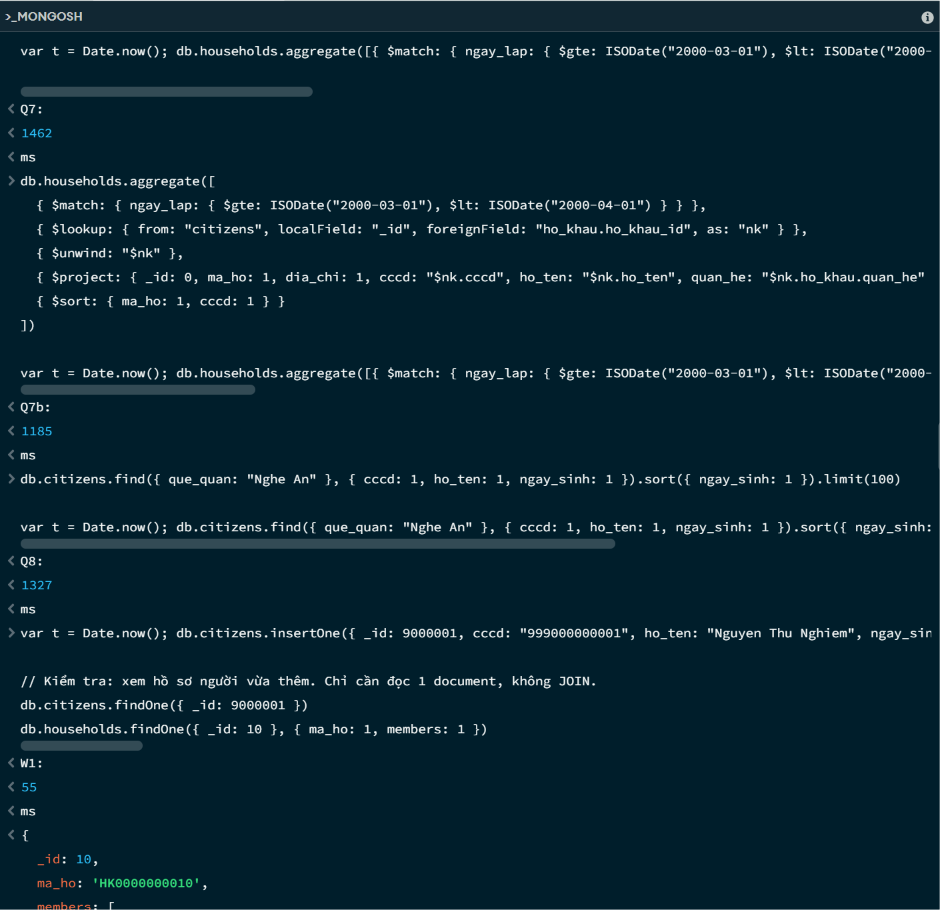 >_MONGOSH
var t = Date.now(); db.households.aggregate([{ $match: { ngay_lap: { $gte: ISODate("2000-03-01"), $lt: ISODate("2000-
< Q7:
< 1462
< ms
> db.households.aggregate([
{ $match: { ngay_lap: { $gte: ISODate("2000-03-01"), $lt: ISODate("2000-04-01") } } },
{ $lookup: { from: "citizens", localField: "_id", foreignField: "ho_khau.ho_khau_id", as: "nk" } },
{ $unwind: "$nk" },
{ $project: { _id: 0, ma_ho: 1, dia_chi: 1, cccd: "$nk.cccd", ho_ten: "$nk.ho_ten", quan_he: "$nk.ho_khau.quan_he"
{ $sort: { ma_ho: 1, cccd: 1 } }
])
var t = Date.now(); db.households.aggregate([{ $match: { ngay_lap: { $gte: ISODate("2000-03-01"), $lt: ISODate("2000-
< Q7b:
< 1185
< ms
> db.citizens.find({ que_quan: "Nghe An" }, { cccd: 1, ho_ten: 1, ngay_sinh: 1 }).sort({ ngay_sinh: 1 }).limit(100)
var t = Date.now(); db.citizens.find({ que_quan: "Nghe An" }, { cccd: 1, ho_ten: 1, ngay_sinh: 1 }).sort({ ngay_sinh:
< Q8:
< 1327
< ms
> var t = Date.now(); db.citizens.insertOne({ _id: 9000001, cccd: "999000000001", ho_ten: "Nguyen Thu Nghiem", ngay_sin
// Kiểm tra: xem hồ sơ người vừa thêm. Chỉ cần đọc 1 document, không JOIN.
db.citizens.findOne({ _id: 9000001 })
db.households.findOne({ _id: 10 }, { ma_ho: 1, members: 1 })
< W1:
< 55
< ms
< {
_id: 10,
ma_ho: 'HK0000000010',
members: [